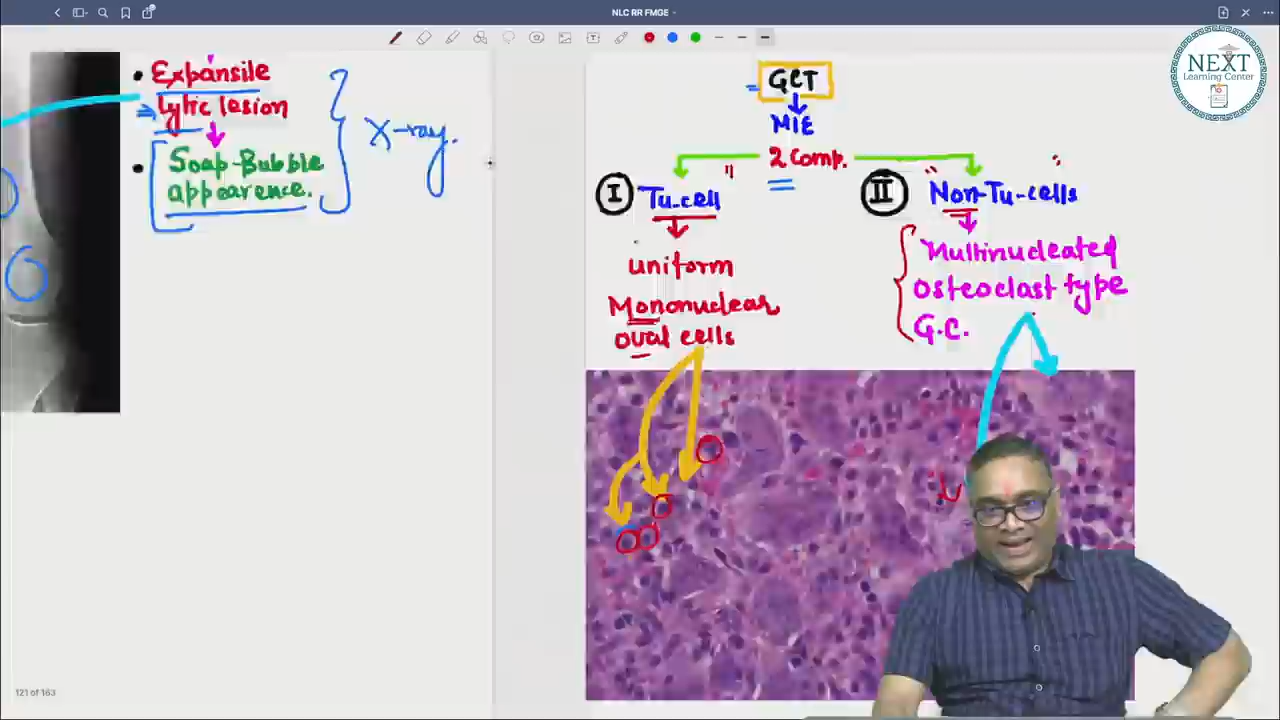 NLC RR FMGE
NEXT
Learning Center
• Expansile
Lytic lesion
• Soap-Bubble
appearence.
X-ray.
GCT
MIE
2 Comp.
I Tu-cell
uniform
Mononuclear
oval cells
II Non-Tu-cells
Multinucleated
osteoclast type
G.C.
121 of 163